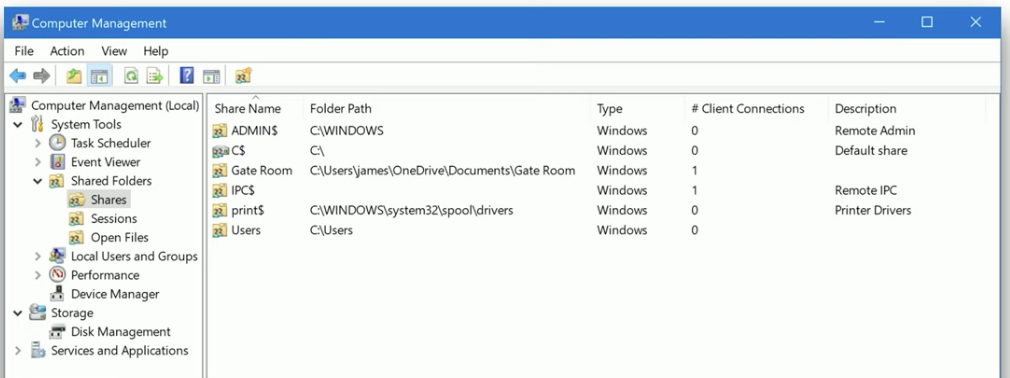 Computer Management
File Action View Help
Computer Management (Local)
System Tools
Task Scheduler
Event Viewer
Shared Folders
Shares
Sessions
Open Files
Local Users and Groups
Performance
Device Manager
Storage
Disk Management
Services and Applications
Share Name Folder Path Type # Client Connections Description
ADMIN$ C:\WINDOWS Windows 0 Remote Admin
C$ C:\ Windows 0 Default share
Gate Room C:\Users\james\OneDrive\Documents\Gate Room Windows 1
IPC$ Windows 1 Remote IPC
print$ C:\WINDOWS\system32\spool\drivers Windows 0 Printer Drivers
Users C:\Users Windows 0